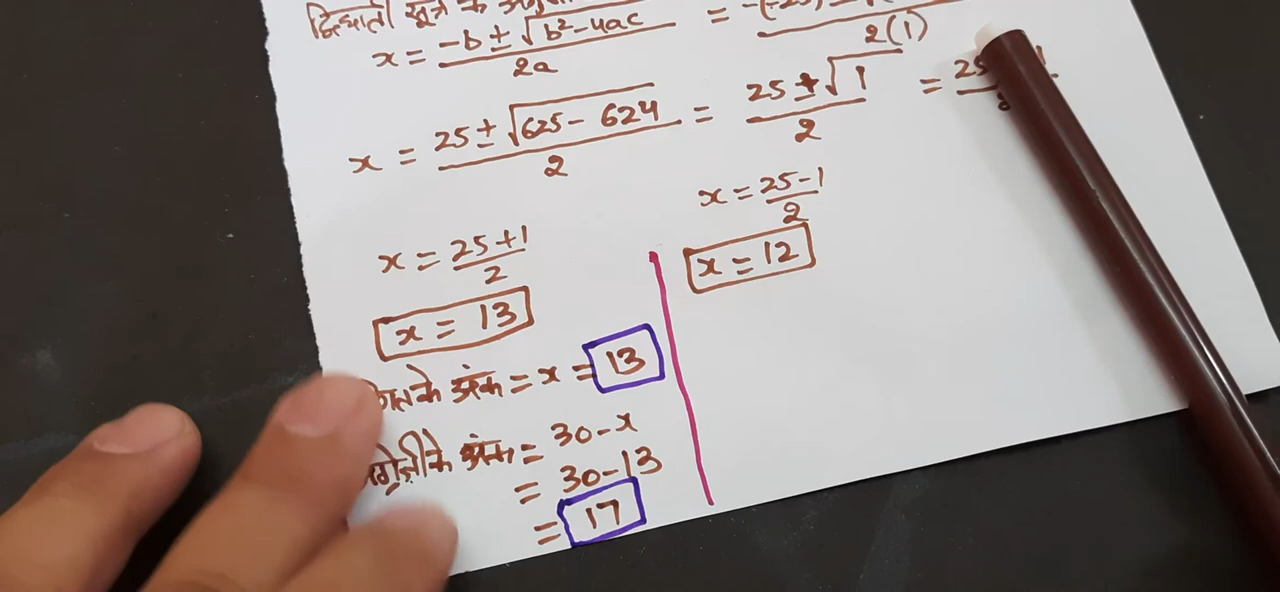 द्विघाती सूत्र के
x = -b ± √b²-4ac / 2a = / 2(1)
x = 25 ± √625 - 624 / 2 = 25 ± √1 / 2 = 25
x = 25+1 / 2
x = 13
के अंक = x = 13
के अंक = 30-x
= 30-13
= 17
x = 25-1 / 2
x = 12